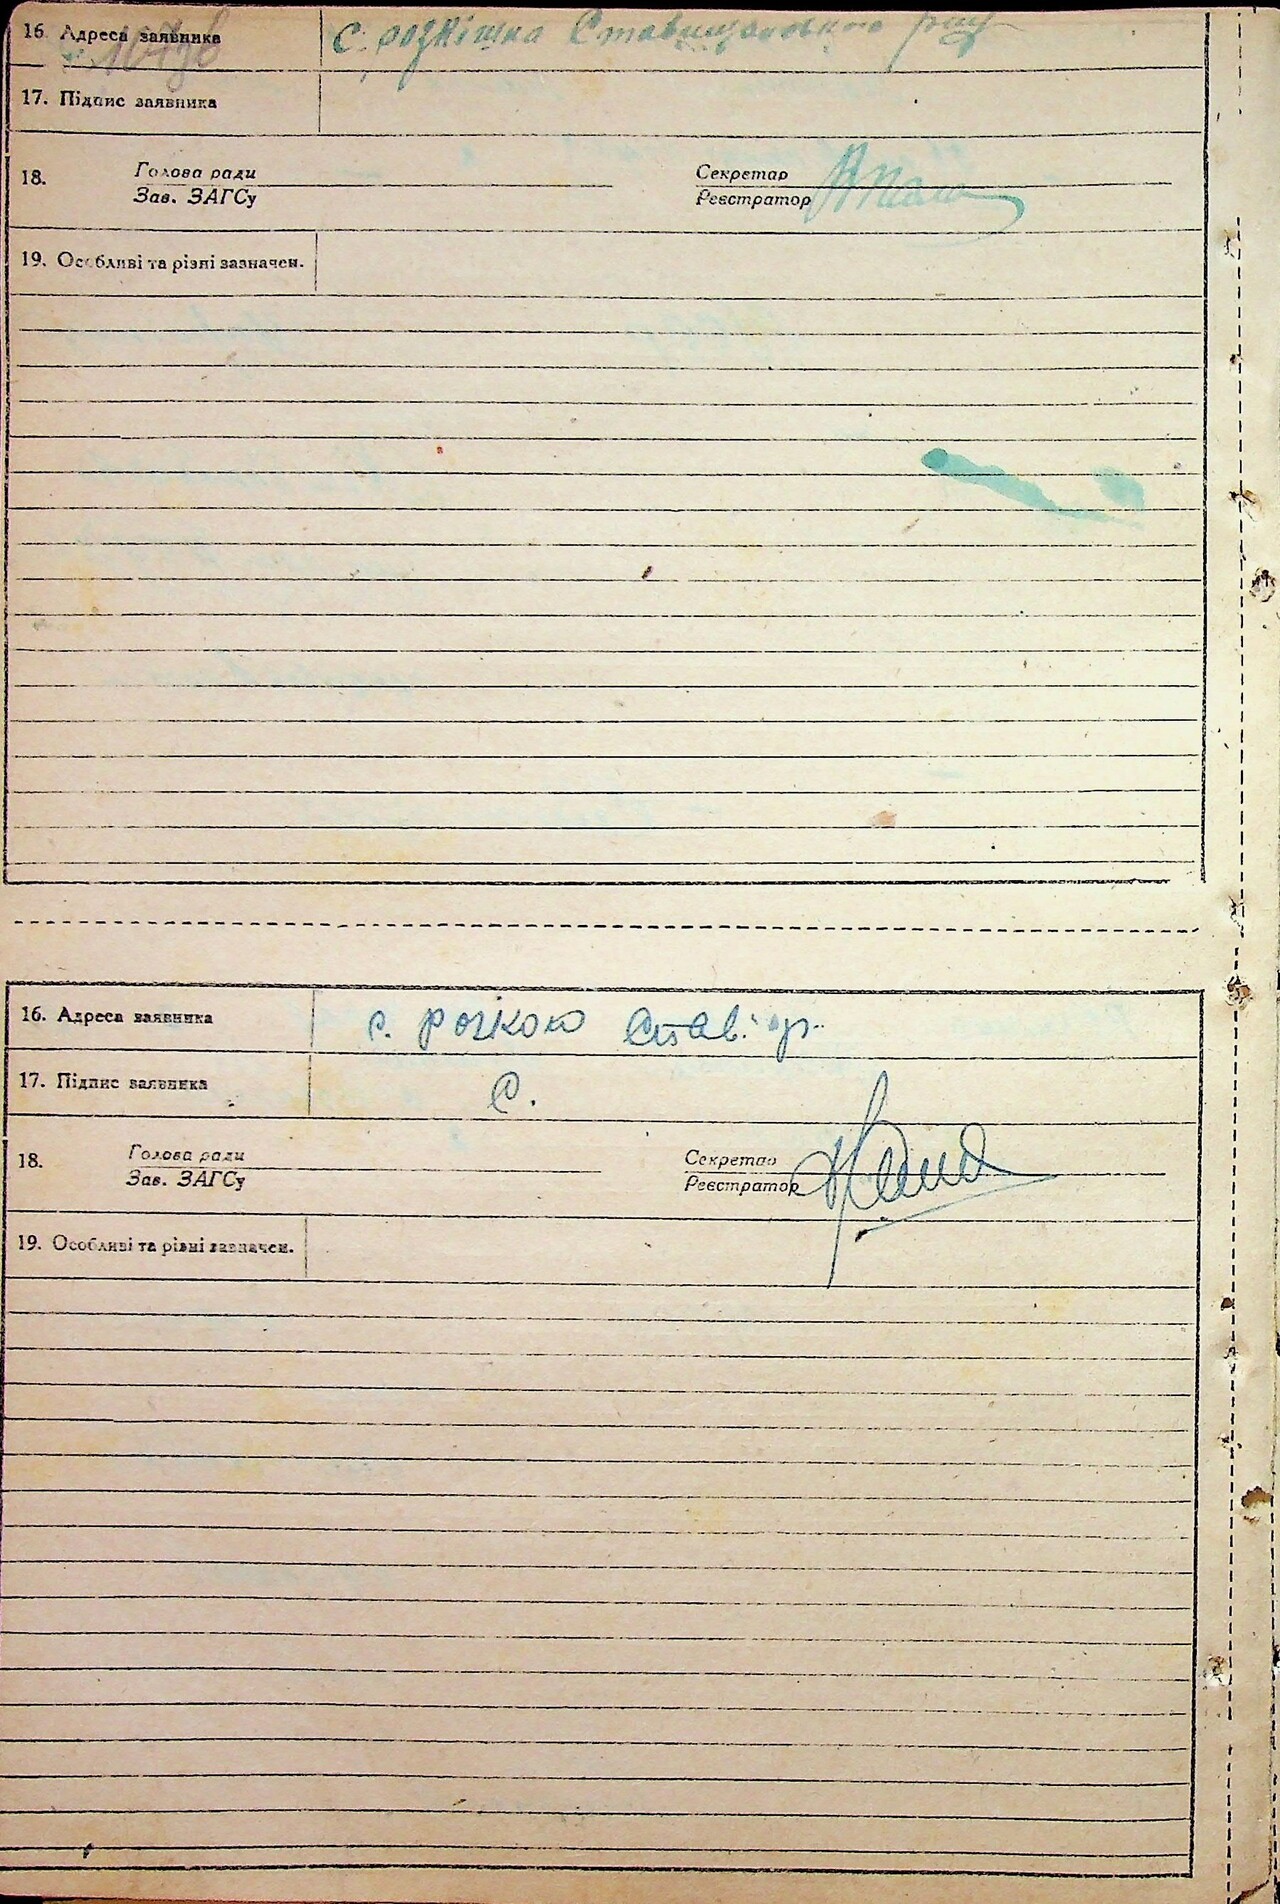 16. Адреса заявника с. розкішна Ставищанського рну
107зв
17. Підпис заявника
18. Голова ради Секретар
Зав. ЗАГСу Реєстратор
19. Особливі та різні зазначен.
16. Адреса заявника с. Розкою Став. р.
17. Підпис заявника С.
18. Голова ради Секретар
Зав. ЗАГСу Реєстратор
19. Особливі та різні зазначен.